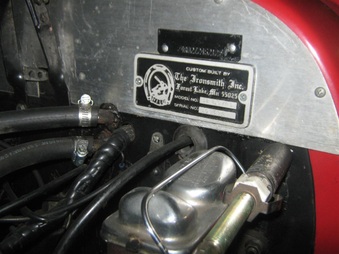 CUSTOM BUILT BY
The Ironsmith Inc.
Forest Lake, Mn 55025
MODEL NO.
SERIAL NO.